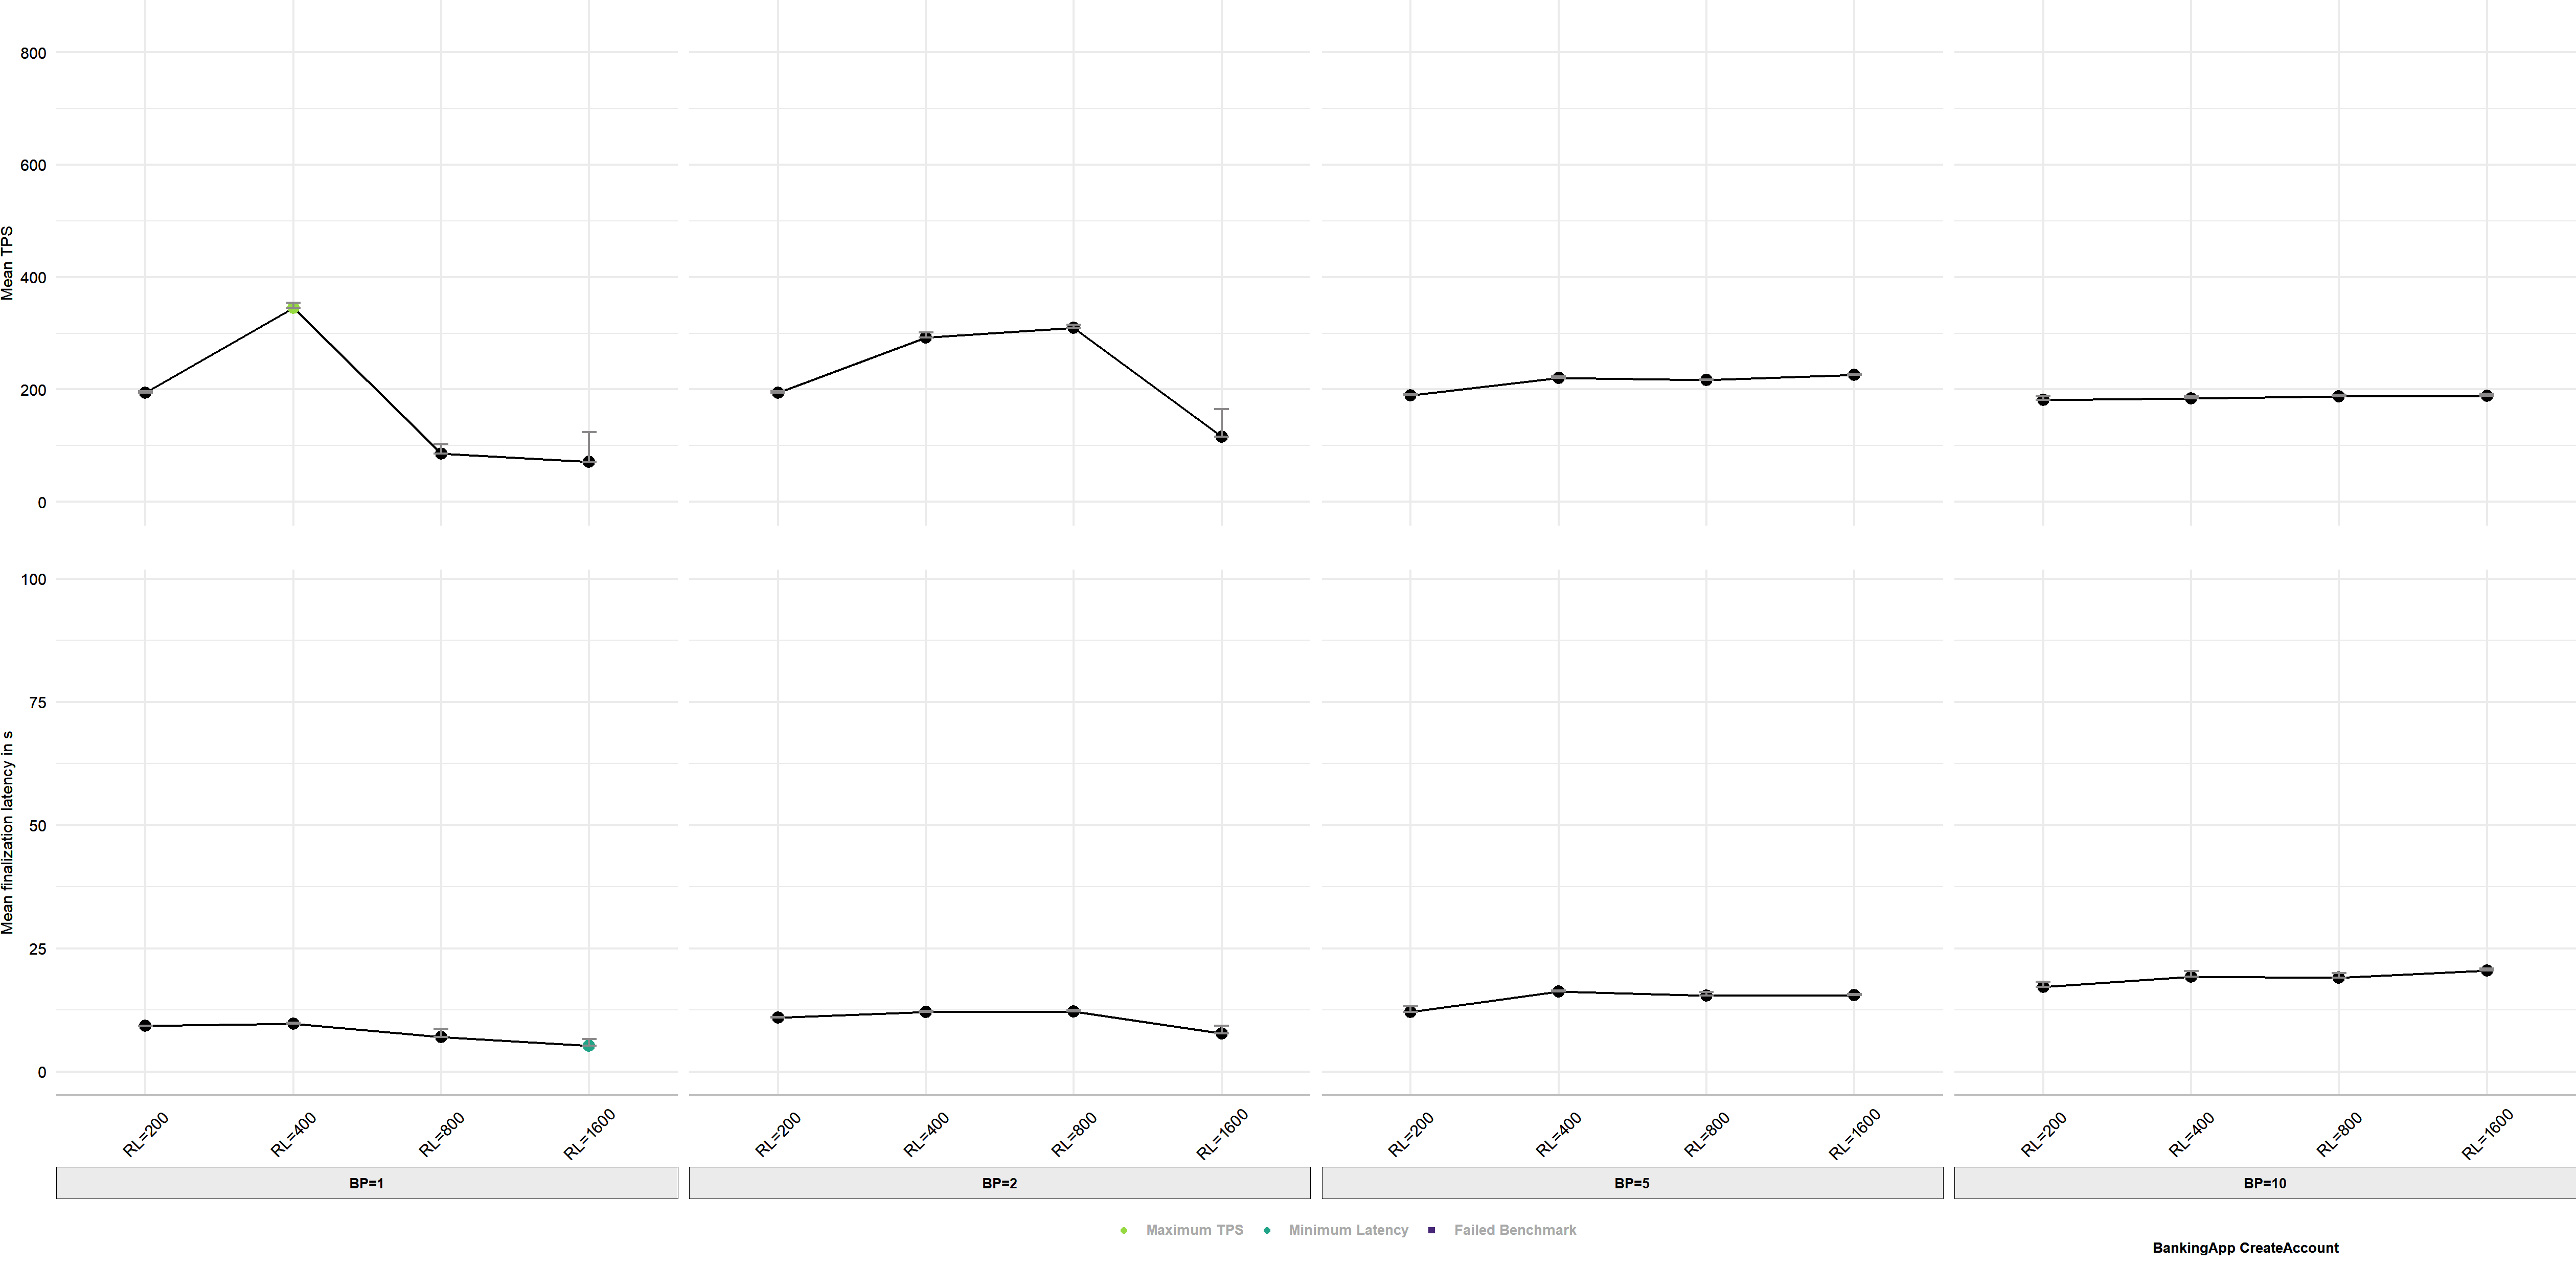 Mean TPS
800
600
400
200
0
Mean finalization latency in s
100
75
50
25
0
RL=200 RL=400 RL=800 RL=1600 RL=200 RL=400 RL=800 RL=1600 RL=200 RL=400 RL=800 RL=1600 RL=200 RL=400 RL=800 RL=1600
BP=1 BP=2 BP=5 BP=10
Maximum TPS Minimum Latency Failed Benchmark
BankingApp CreateAccount